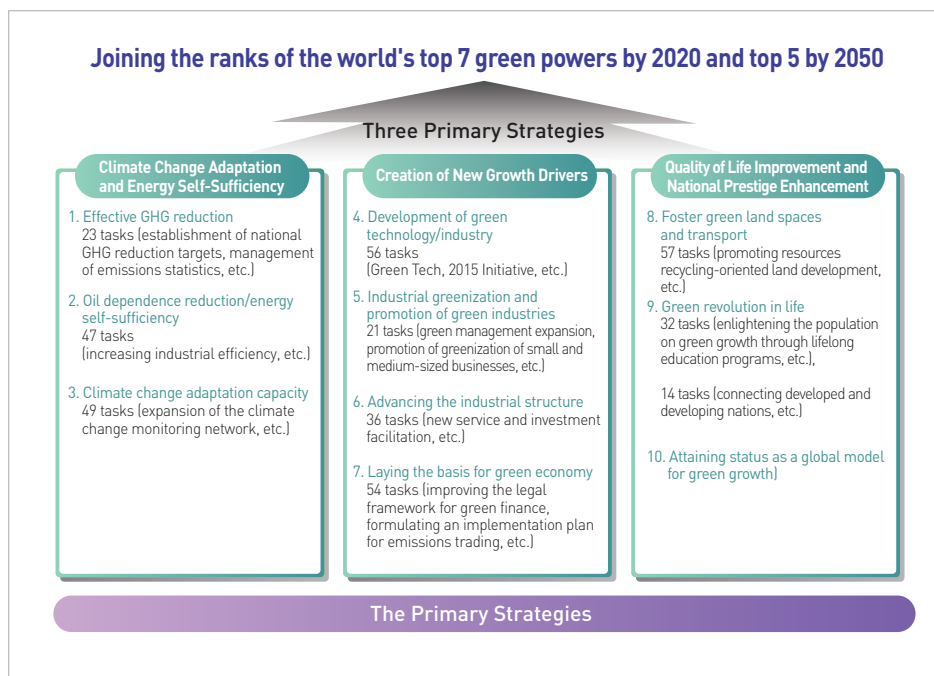 Joining the ranks of the world's top 7 green powers by 2020 and top 5 by 2050
Three Primary Strategies
Climate Change Adaptation
and Energy Self-Sufficiency
1. Effective GHG reduction
23 tasks (establishment of national
GHG reduction targets, management
of emissions statistics, etc.)
2. Oil dependence reduction/energy
self-sufficiency
47 tasks
(increasing industrial efficiency, etc.)
3. Climate change adaptation capacity
49 tasks (expansion of the climate
change monitoring network, etc.)
Creation of New Growth Drivers
4. Development of green
technology/industry
56 tasks
(Green Tech, 2015 Initiative, etc.)
5. Industrial greenization and
promotion of green industries
21 tasks (green management expansion,
promotion of greenization of small and
medium-sized businesses, etc.)
6. Advancing the industrial structure
36 tasks (new service and investment
facilitation, etc.)
7. Laying the basis for green economy
54 tasks (improving the legal
framework for green finance,
formulating an implementation plan
for emissions trading, etc.)
Quality of Life Improvement and
National Prestige Enhancement
8. Foster green land spaces
and transport
57 tasks (promoting resources
recycling-oriented land development,
etc.)
9. Green revolution in life
32 tasks (enlightening the population
on green growth through lifelong
education programs, etc.),
14 tasks (connecting developed and
developing nations, etc.)
10. Attaining status as a global model
for green growth)
The Primary Strategies